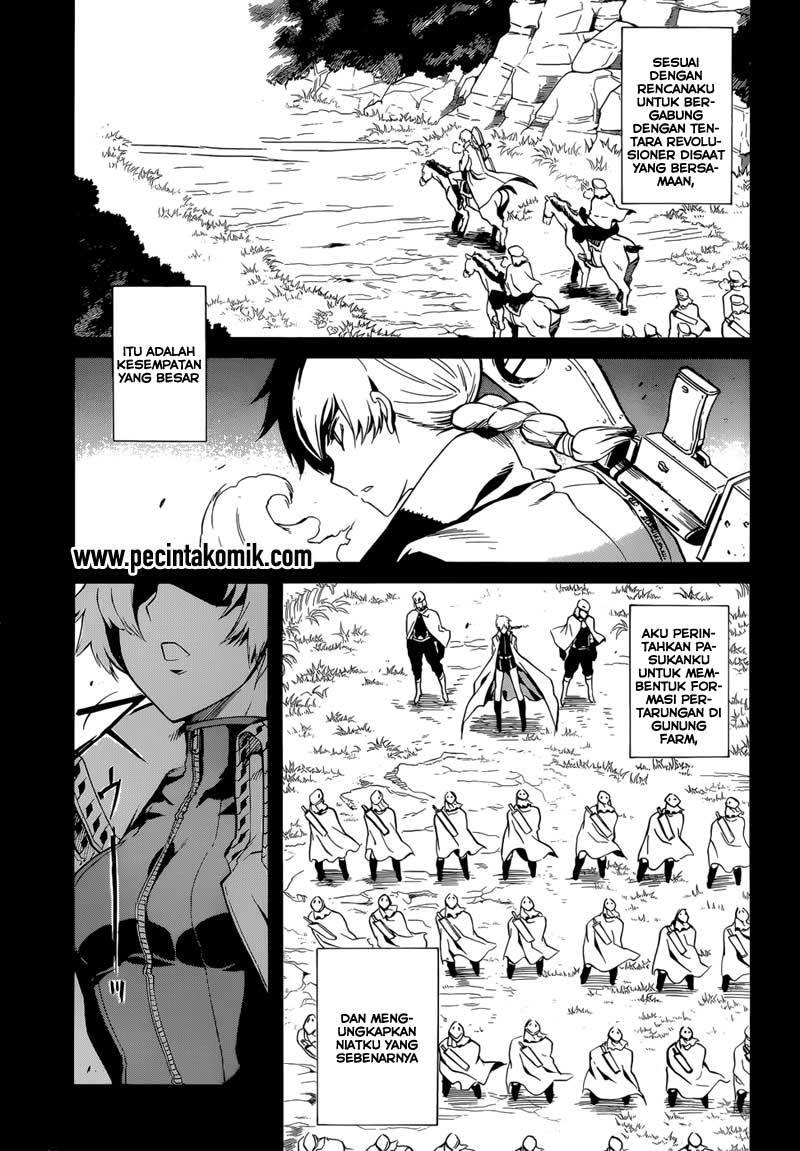 SESUAI
DENGAN
RENCANAKU
UNTUK BER-
GABUNG
DENGAN TEN-
TARA REVOLU-
SIONER DISAAT
YANG BERSA-
MAAN,
ITU ADALAH
KESEMPATAN
YANG BESAR
www.pecintakomik.com
AKU PERIN-
TAHKAN PA-
SUKANKU
UNTUK MEM-
BENTUK FOR-
MASI PER-
TARUNGAN DI
GUNUNG
FARM,
DAN MENG-
UNGKAPKAN
NIATKU YANG
SEBENARNYA